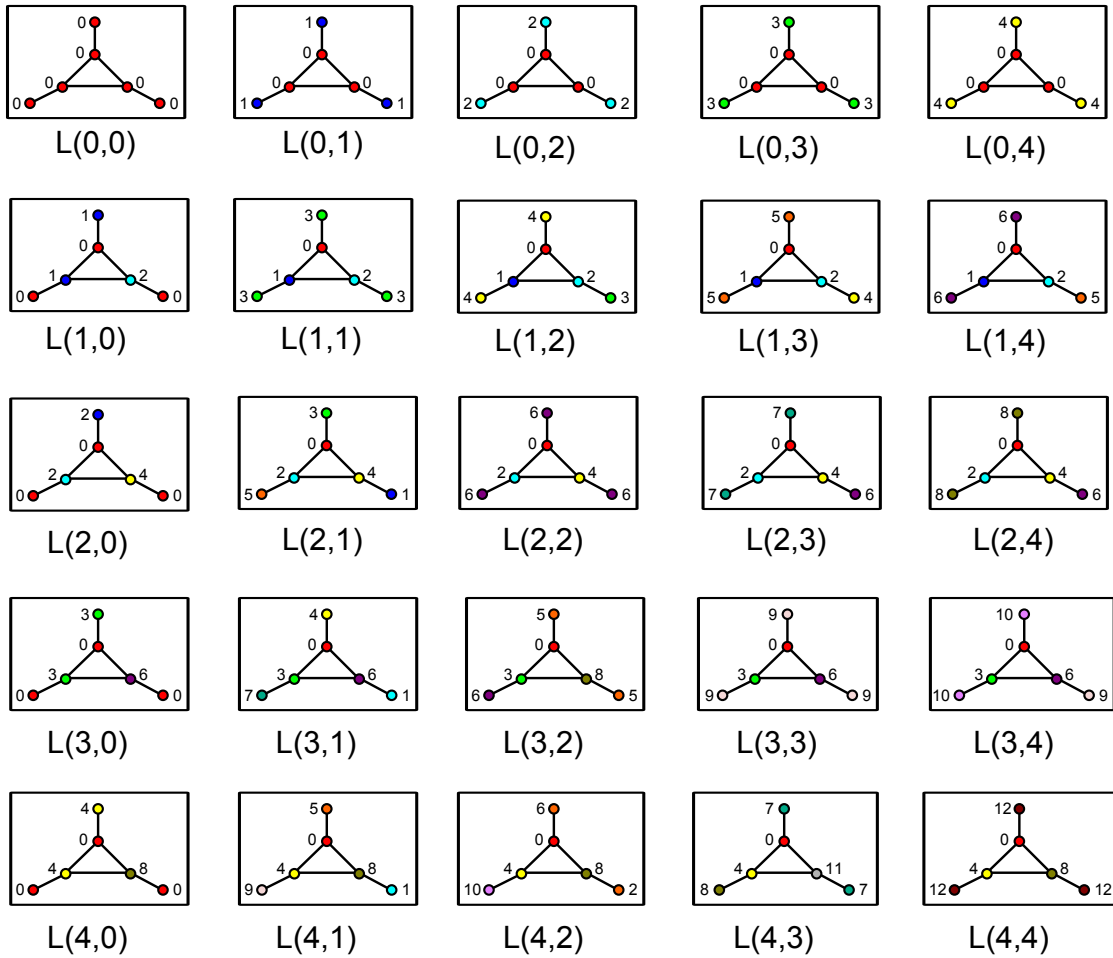 0 1 2 3 4
0 0 0 0 0
0 0 0 0 0 0 0 0 0 0
0 0 1 1 2 2 3 3 4 4
L(0,0) L(0,1) L(0,2) L(0,3) L(0,4)
1 3 4 5 6
0 0 0 0 0
1 2 1 2 1 2 1 2 1 2
0 0 3 3 4 3 5 4 6 5
L(1,0) L(1,1) L(1,2) L(1,3) L(1,4)
2 3 6 7 8
0 0 0 0 0
2 4 2 4 2 4 2 4 2 4
0 0 5 1 6 6 7 6 8 6
L(2,0) L(2,1) L(2,2) L(2,3) L(2,4)
3 4 5 9 10
0 0 0 0 0
3 6 3 6 3 8 3 6 3 6
0 0 7 1 6 5 9 9 10 9
L(3,0) L(3,1) L(3,2) L(3,3) L(3,4)
4 5 6 7 12
0 0 0 0 0
4 8 4 8 4 8 4 11 4 8
0 0 9 1 10 2 8 7 12 12
L(4,0) L(4,1) L(4,2) L(4,3) L(4,4)